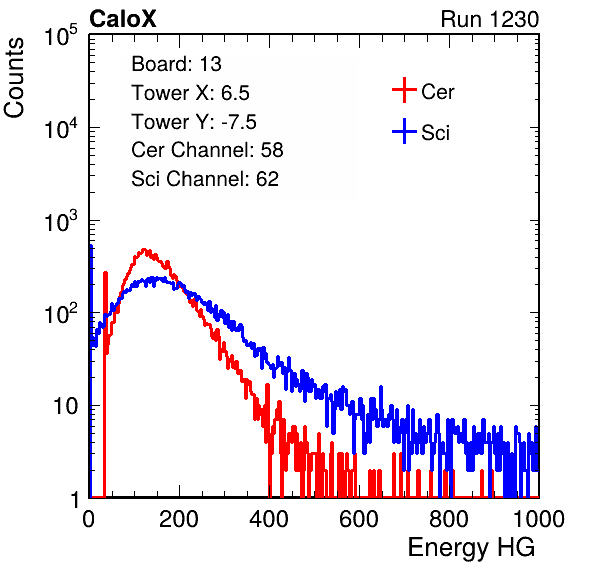 CaloX Run 1230
Counts
10^5
10^4
10^3
10^2
10
1
Board: 13
Tower X: 6.5
Tower Y: -7.5
Cer Channel: 58
Sci Channel: 62
Cer
Sci
0 200 400 600 800 1000
Energy HG